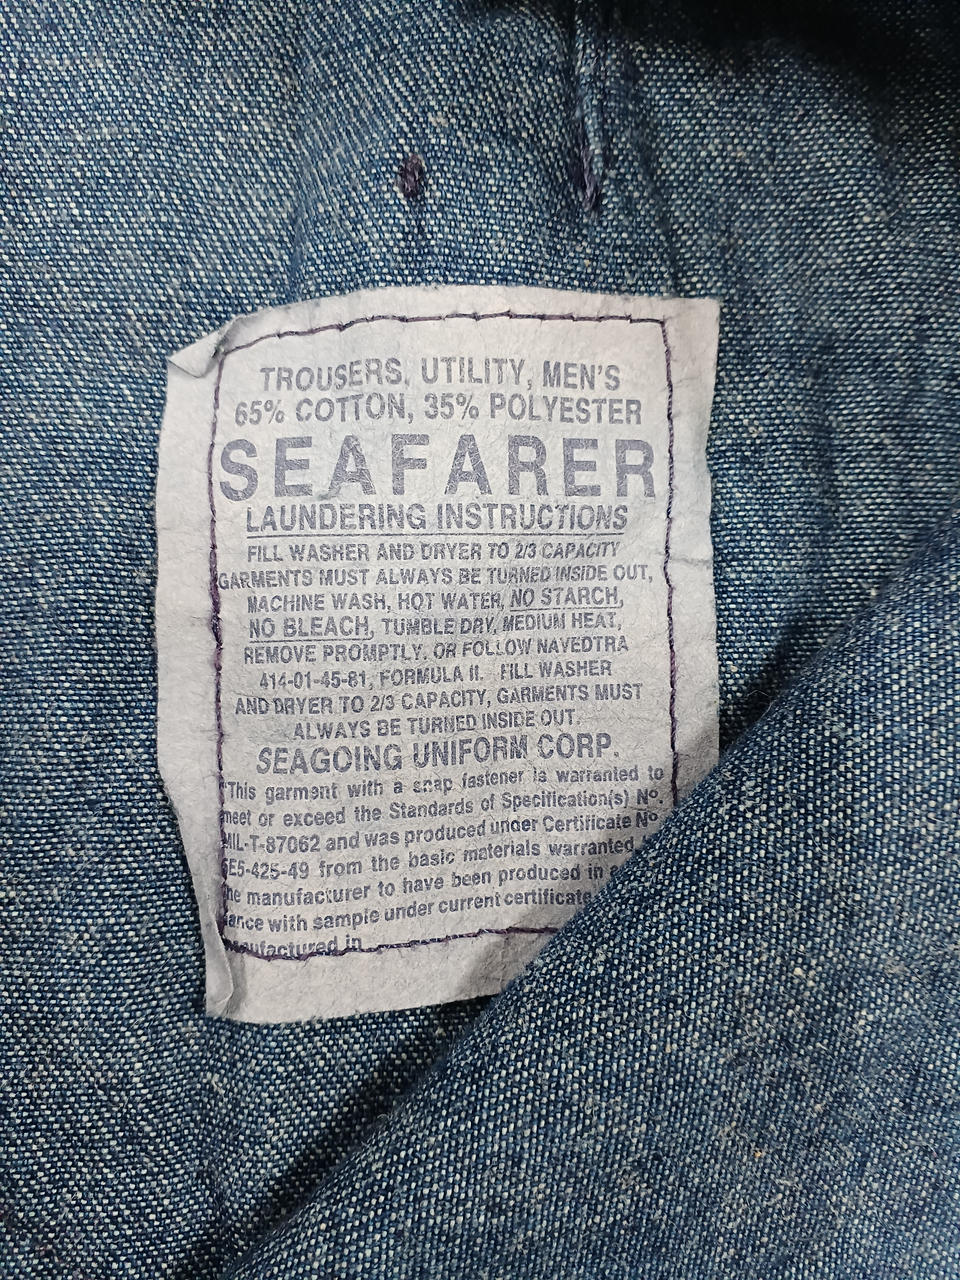 TROUSERS, UTILITY, MEN'S
65% COTTON, 35% POLYESTER
SEAFARER
LAUNDERING INSTRUCTIONS
FILL WASHER AND DRYER TO 2/3 CAPACITY
GARMENTS MUST ALWAYS BE TURNED INSIDE OUT,
MACHINE WASH, HOT WATER, NO STARCH,
NO BLEACH, TUMBLE DRY, MEDIUM HEAT,
REMOVE PROMPTLY. OR FOLLOW NAVEDTRA
414-01-45-81, FORMULA II. FILL WASHER
AND DRYER TO 2/3 CAPACITY, GARMENTS MUST
ALWAYS BE TURNED INSIDE OUT.
SEAGOING UNIFORM CORP.
"This garment with a snap fastener is warranted to
meet or exceed the Standards of Specification(s) Nº.
MIL-T-87062 and was produced under Certificate Nº
5E5-425-49 from the basic materials warranted
the manufacturer to have been produced in
ance with sample under current certificate
manufactured in